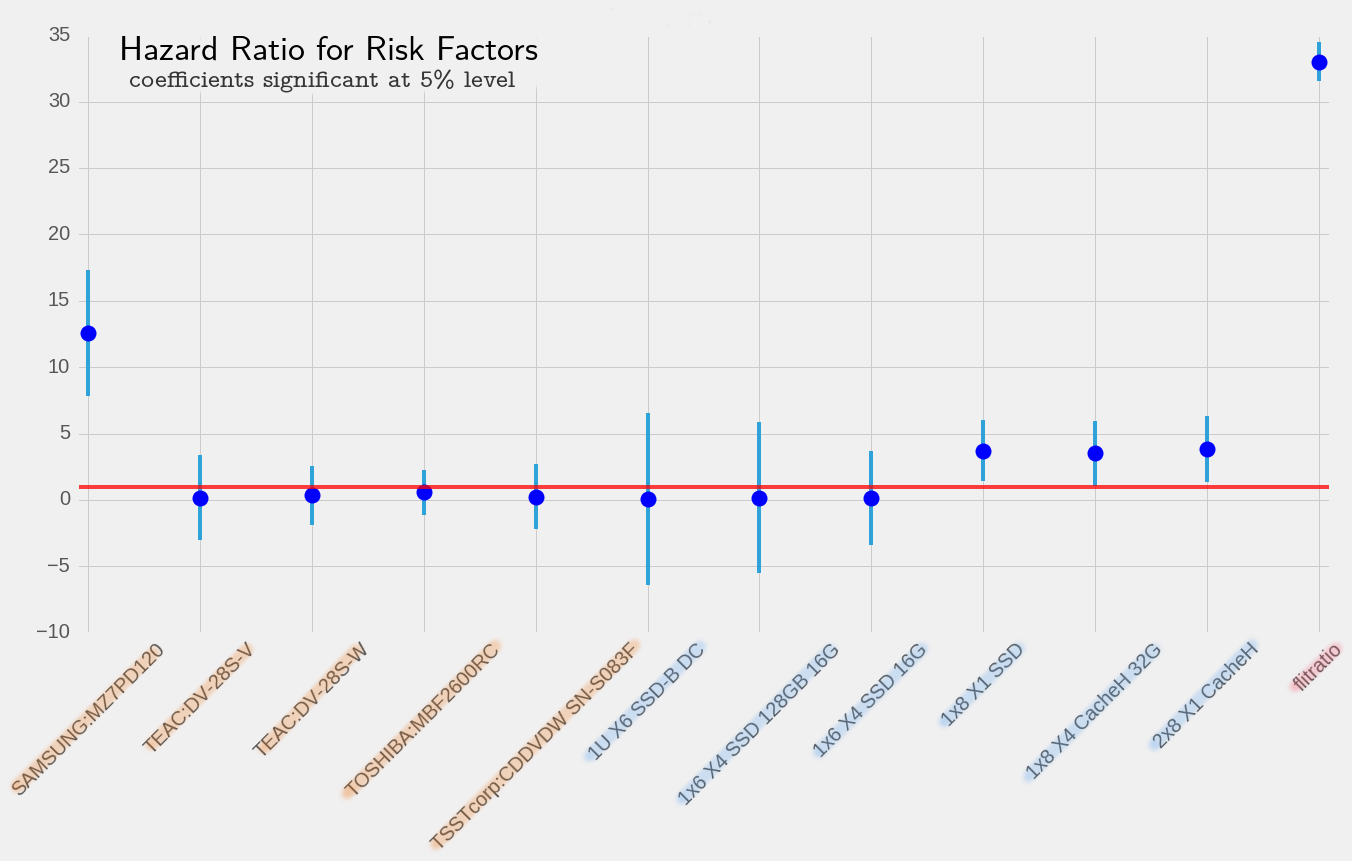 Hazard Ratio for Risk Factors
coefficients significant at 5% level
35
30
25
20
15
10
5
0
−5
−10
SAMSUNG:MZ7PD120
TEAC:DV-28S-V
TEAC:DV-28S-W
TOSHIBA:MBF2600RC
TSSTcorp:CDDVDW SN-S083F
1U X6 SSD-B DC
1x6 X4 SSD 128GB 16G
1x6 X4 SSD 16G
1x8 X1 SSD
1x8 X4 CacheH 32G
2x8 X1 CacheH
flitratio